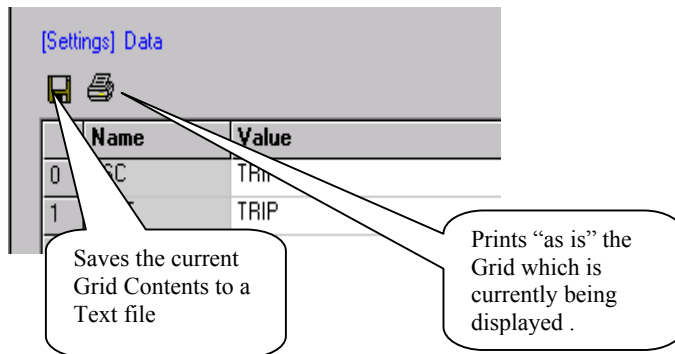 [Settings] Data
Name Value
0 TRIP
1 TRIP
Saves the current
Grid Contents to a
Text file
Prints “as is” the
Grid which is
currently being
displayed .